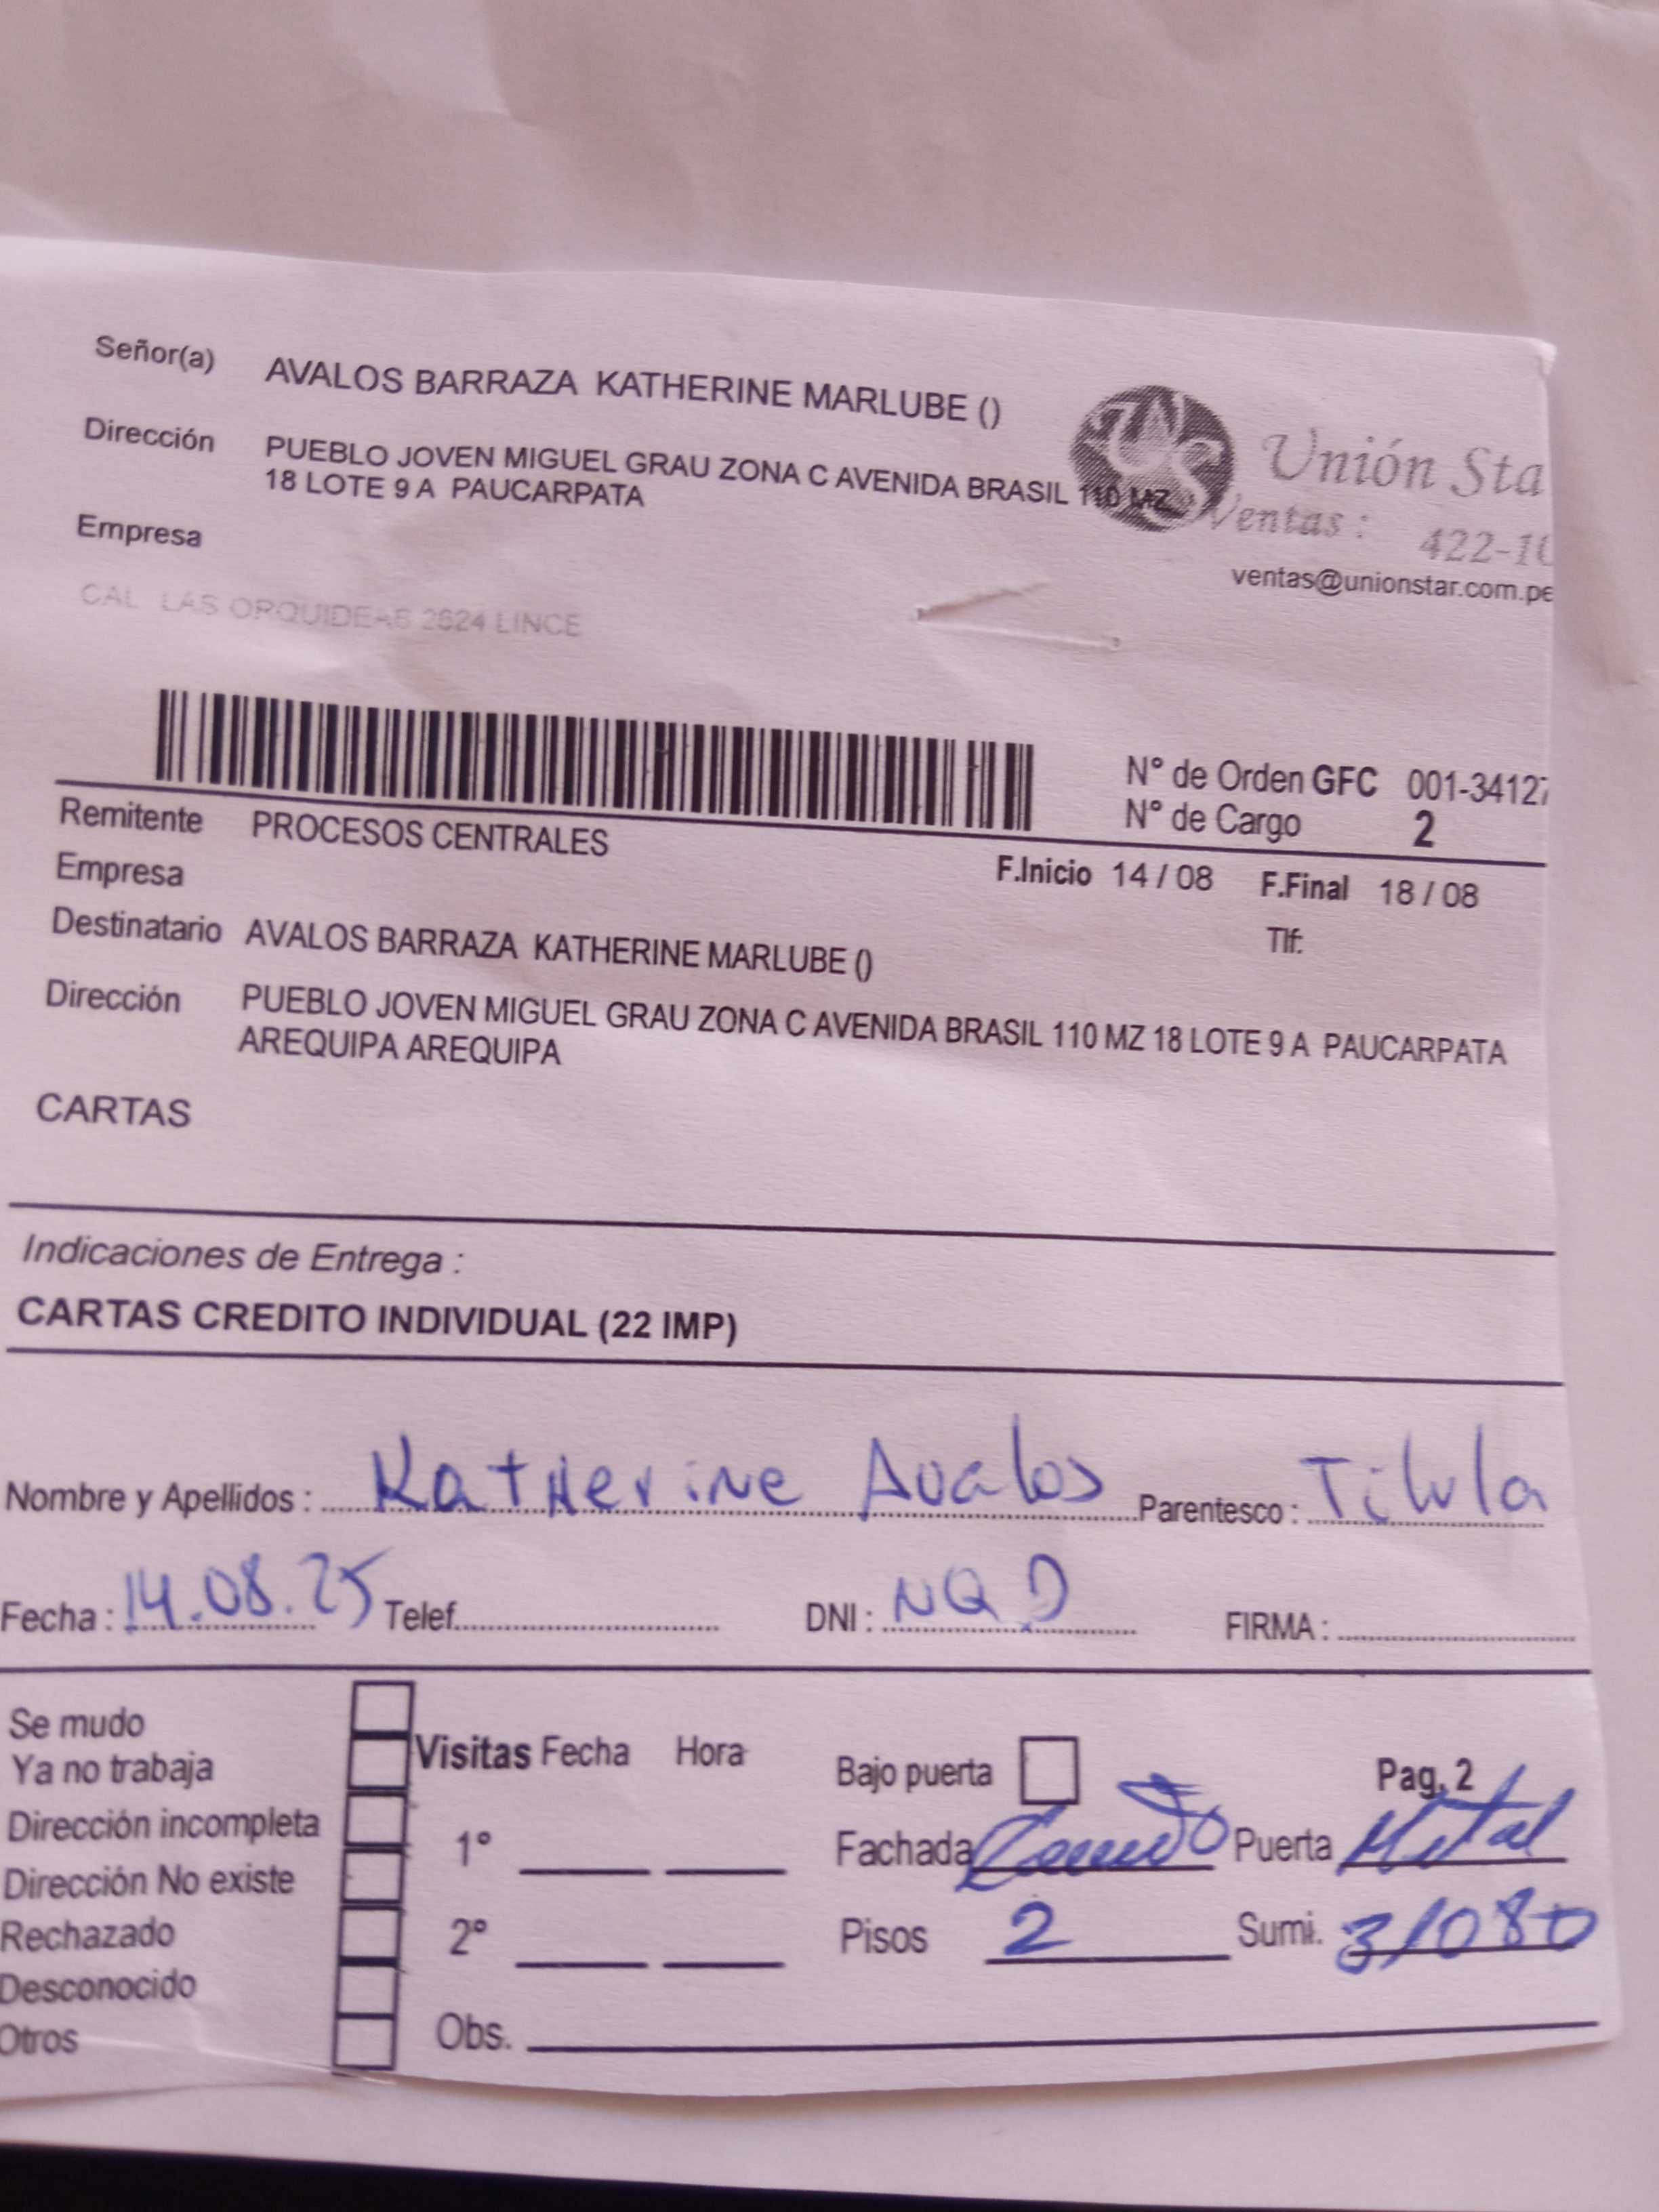 Señor(a) AVALOS BARRAZA KATHERINE MARLUBE ()
Dirección PUEBLO JOVEN MIGUEL GRAU ZONA C AVENIDA BRASIL 110 MZ
18 LOTE 9 A PAUCARPATA
Unión Sta
Ventas : 422-10
ventas@unionstar.com.pe
Empresa
CAL LAS ORQUIDEAS 2624 LINCE
N° de Orden GFC 001-34127
N° de Cargo 2
Remitente PROCESOS CENTRALES
Empresa F.Inicio 14 / 08 F.Final 18 / 08
Destinatario AVALOS BARRAZA KATHERINE MARLUBE () Tlf:
Dirección PUEBLO JOVEN MIGUEL GRAU ZONA C AVENIDA BRASIL 110 MZ 18 LOTE 9 A PAUCARPATA
AREQUIPA AREQUIPA
CARTAS
Indicaciones de Entrega :
CARTAS CREDITO INDIVIDUAL (22 IMP)
Nombre y Apellidos : Katherine Avalos Parentesco : Titula
Fecha : 14.08.25 Telef. DNI : NQD FIRMA :
Se mudo
Ya no trabaja
Dirección incompleta
Dirección No existe
Rechazado
Desconocido
Otros
Visitas Fecha Hora
1°
2°
Obs.
Bajo puerta Pag. 2
Fachada Puerta Metal
Pisos 2 Sumi. 31080